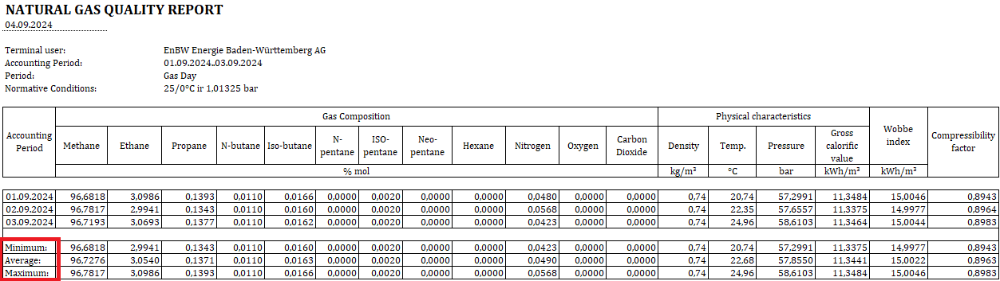 NATURAL GAS QUALITY REPORT
04.09.2024
Terminal user: EnBW Energie Baden-Württemberg AG
Accounting Period: 01.09.2024..03.09.2024
Period: Gas Day
Normative Conditions: 25/0°C ir 1,01325 bar
Accounting Period Gas Composition Physical characteristics Wobbe index Compressibility factor
Methane Ethane Propane N-butane Iso-butane N-pentane ISO-pentane Neo-pentane Hexane Nitrogen Oxygen Carbon Dioxide Density Temp. Pressure Gross calorific value
% mol kg/m³ °C bar kWh/m³ kWh/m³
01.09.2024 96,6818 3,0986 0,1393 0,0110 0,0166 0,0000 0,0020 0,0000 0,0000 0,0480 0,0000 0,0000 0,74 20,74 57,2991 11,3484 15,0046 0,8943
02.09.2024 96,7817 2,9941 0,1343 0,0110 0,0160 0,0000 0,0020 0,0000 0,0000 0,0568 0,0000 0,0000 0,74 22,35 57,6557 11,3375 14,9977 0,8964
03.09.2024 96,7193 3,0693 0,1377 0,0110 0,0162 0,0000 0,0020 0,0000 0,0000 0,0423 0,0000 0,0000 0,74 24,96 58,6103 11,3464 15,0044 0,8983
Minimum: 96,6818 2,9941 0,1343 0,0110 0,0160 0,0000 0,0020 0,0000 0,0000 0,0423 0,0000 0,0000 0,74 20,74 57,2991 11,3375 14,9977 0,8943
Average: 96,7276 3,0540 0,1371 0,0110 0,0163 0,0000 0,0020 0,0000 0,0000 0,0490 0,0000 0,0000 0,74 22,68 57,8550 11,3441 15,0022 0,8963
Maximum: 96,7817 3,0986 0,1393 0,0110 0,0166 0,0000 0,0020 0,0000 0,0000 0,0568 0,0000 0,0000 0,74 24,96 58,6103 11,3484 15,0046 0,8983